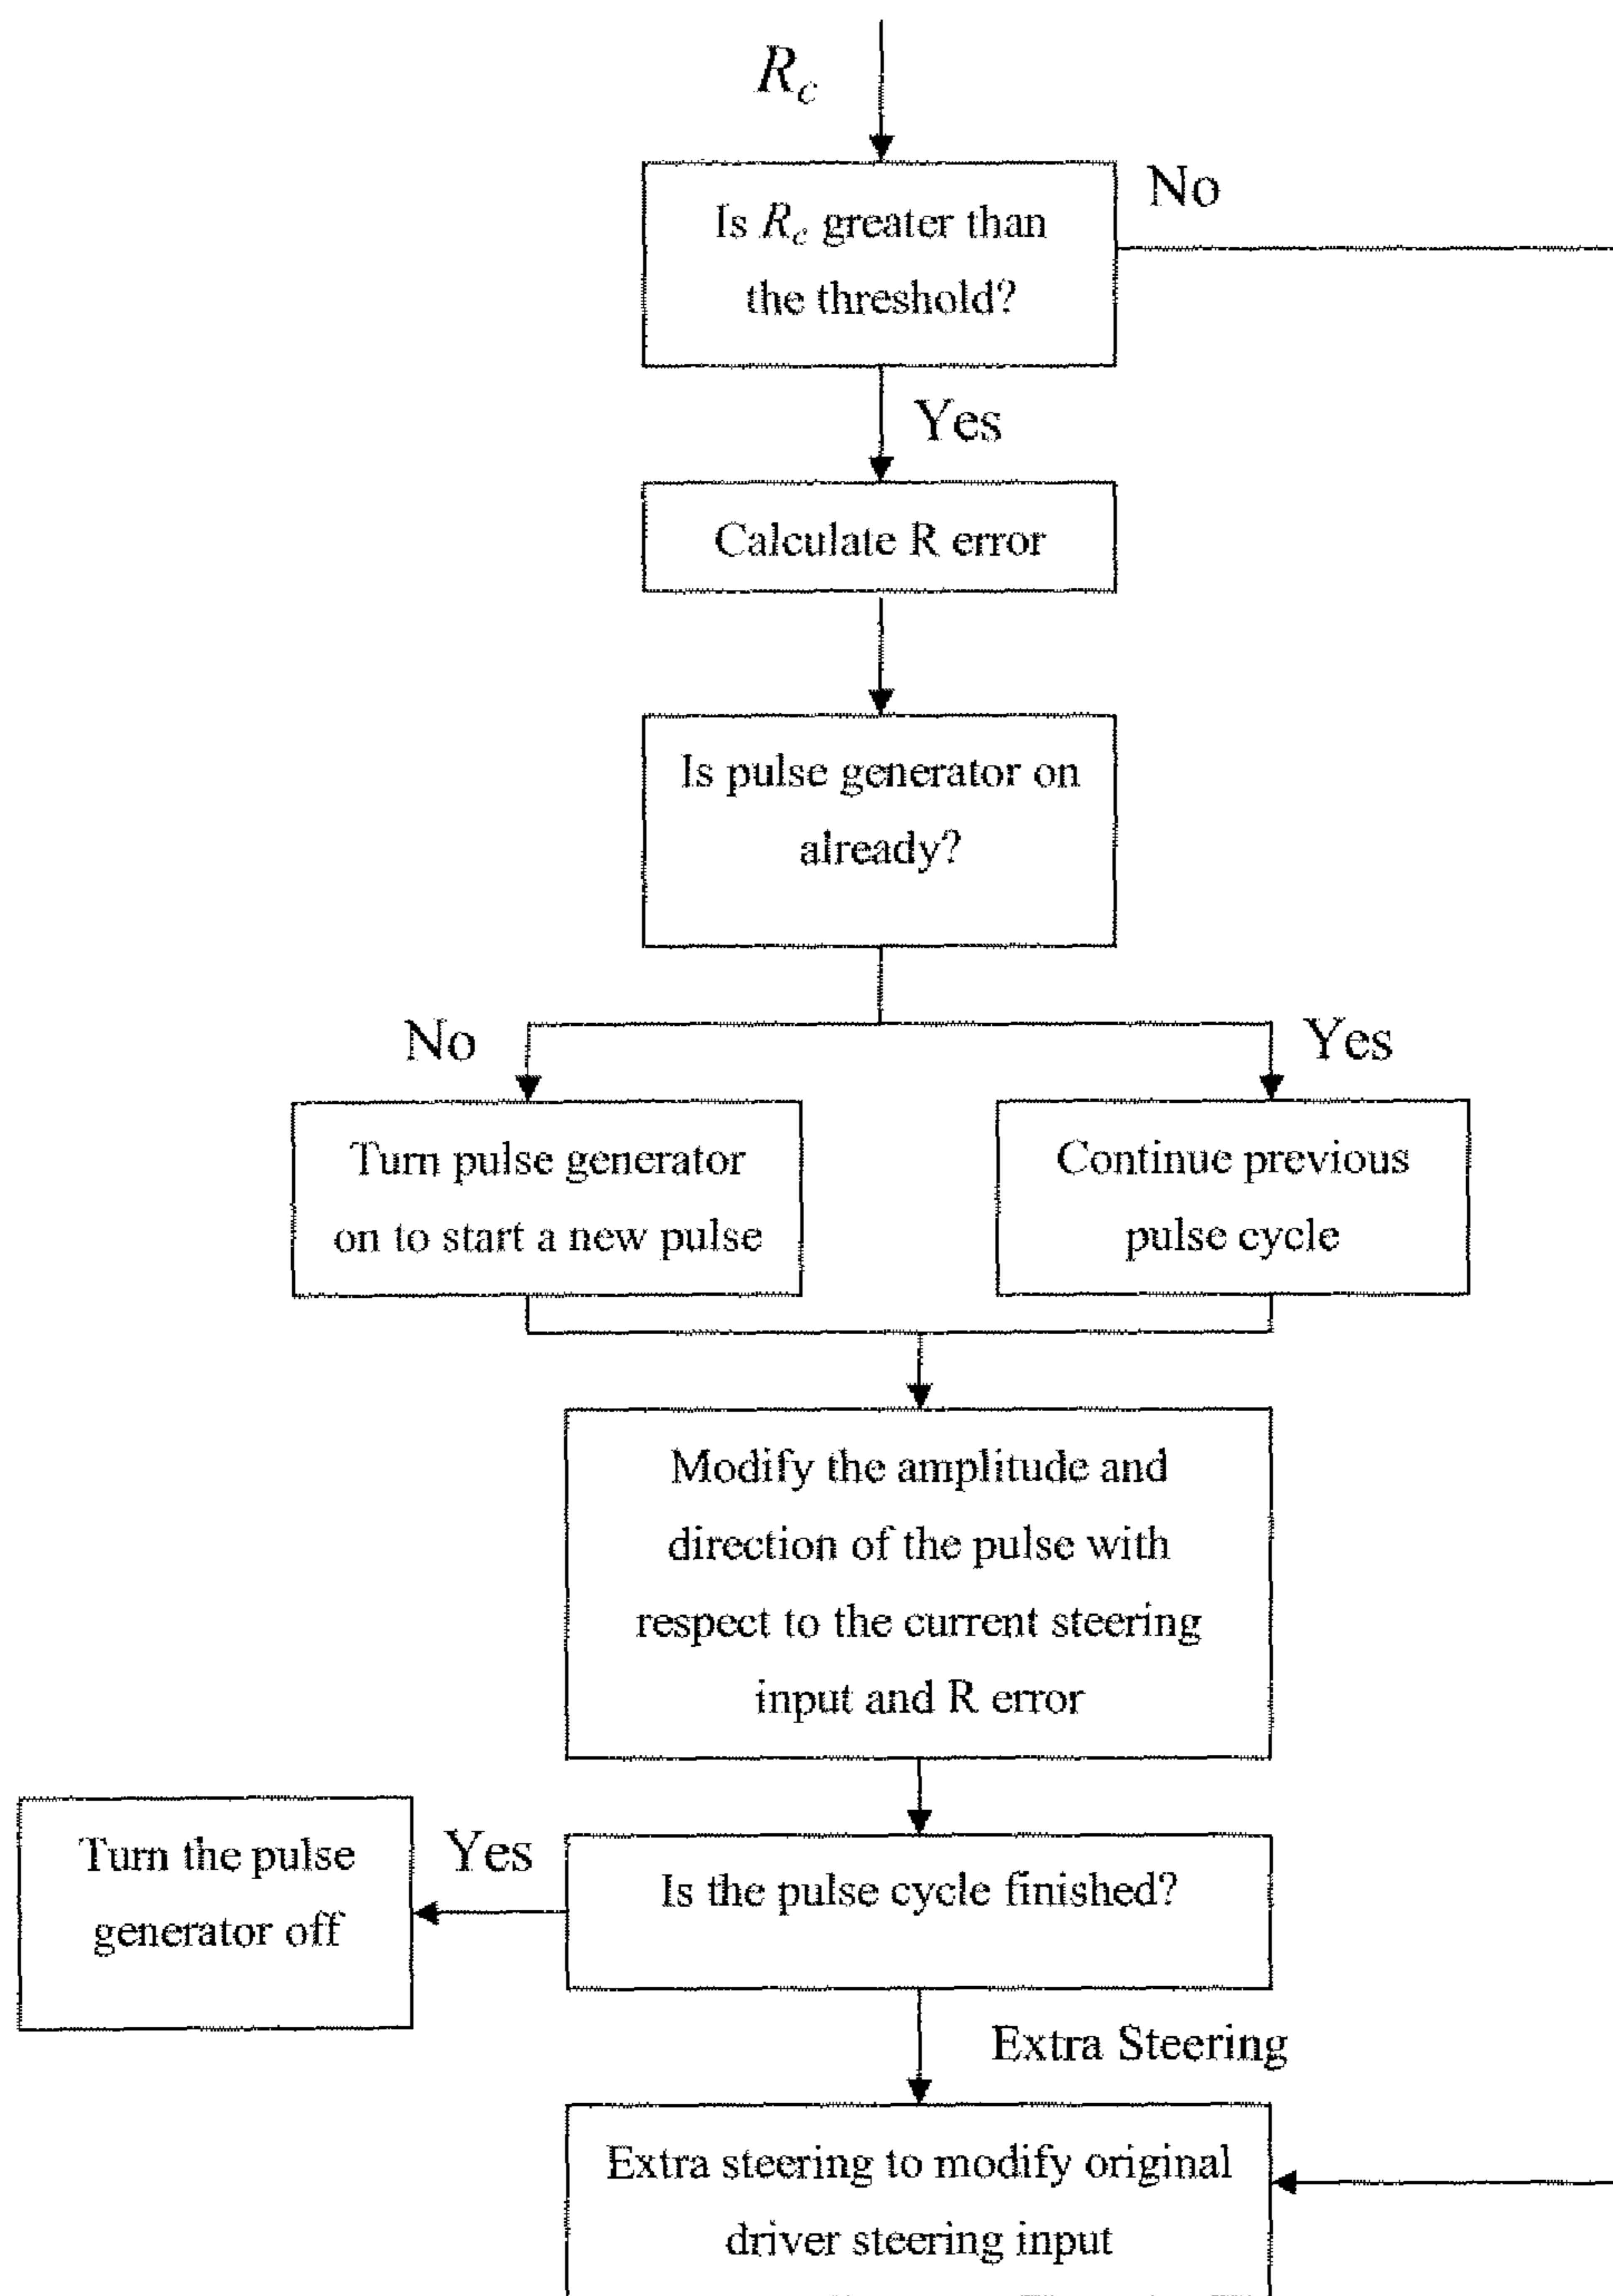 R_c
Is R_c greater than
the threshold?
No
Yes
Calculate R error
Is pulse generator on
already?
No
Yes
Turn pulse generator
on to start a new pulse
Continue previous
pulse cycle
Modify the amplitude and
direction of the pulse with
respect to the current steering
input and R error
Turn the pulse
generator off
Yes
Is the pulse cycle finished?
Extra Steering
Extra steering to modify original
driver steering input